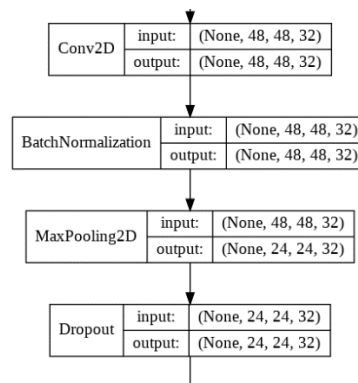 Conv2D input: (None, 48, 48, 32)
output: (None, 48, 48, 32)
BatchNormalization input: (None, 48, 48, 32)
output: (None, 48, 48, 32)
MaxPooling2D input: (None, 48, 48, 32)
output: (None, 24, 24, 32)
Dropout input: (None, 24, 24, 32)
output: (None, 24, 24, 32)